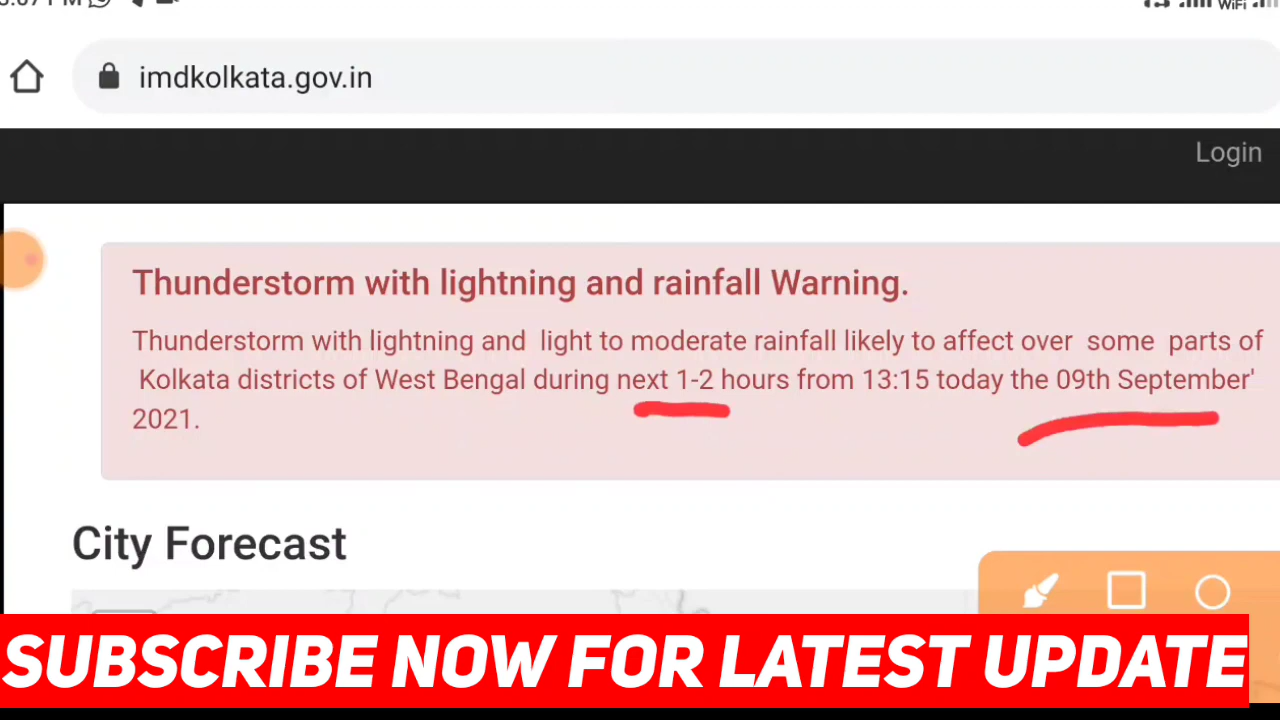 WiFi
imdkolkata.gov.in
Login
Thunderstorm with lightning and rainfall Warning.
Thunderstorm with lightning and light to moderate rainfall likely to affect over some parts of
Kolkata districts of West Bengal during next 1-2 hours from 13:15 today the 09th September'
2021.
City Forecast
SUBSCRIBE NOW FOR LATEST UPDATE